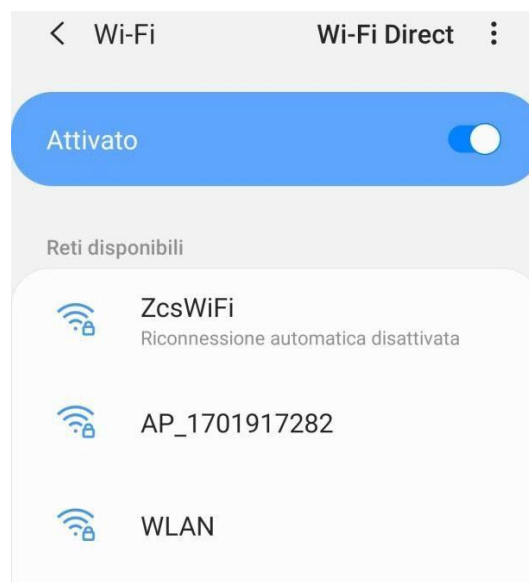 Wi-Fi Wi-Fi Direct
Attivato
Reti disponibili
ZcsWiFi
Riconnessione automatica disattivata
AP_1701917282
WLAN